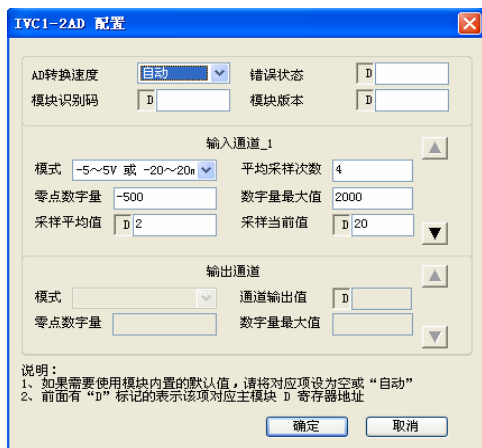 IVC1-2AD 配置
AD转换速度 自动 错误状态 D
模块识别码 D 模块版本 D
输入通道_1
模式 -5～5V 或 -20～20m 平均采样次数 4
零点数字量 -500 数字量最大值 2000
采样平均值 D 2 采样当前值 D 20
输出通道
模式 通道输出值 D
零点数字量 数字量最大值
说明：
1、如果需要使用模块内置的默认值，请将对应项设为空或“自动”
2、前面有“D”标记的表示该项对应主模块 D 寄存器地址
确定 取消